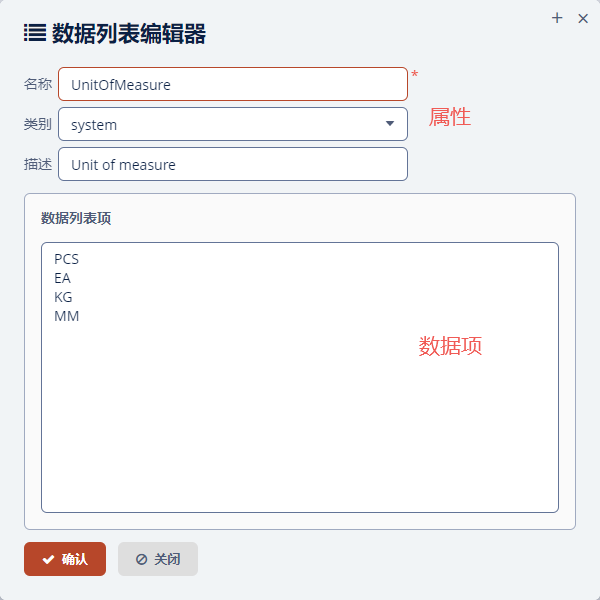 数据列表编辑器
名称 UnitOfMeasure *
类别 system
属性
描述 Unit of measure
数据列表项
PCS
EA
KG
MM
数据项
确认 关闭